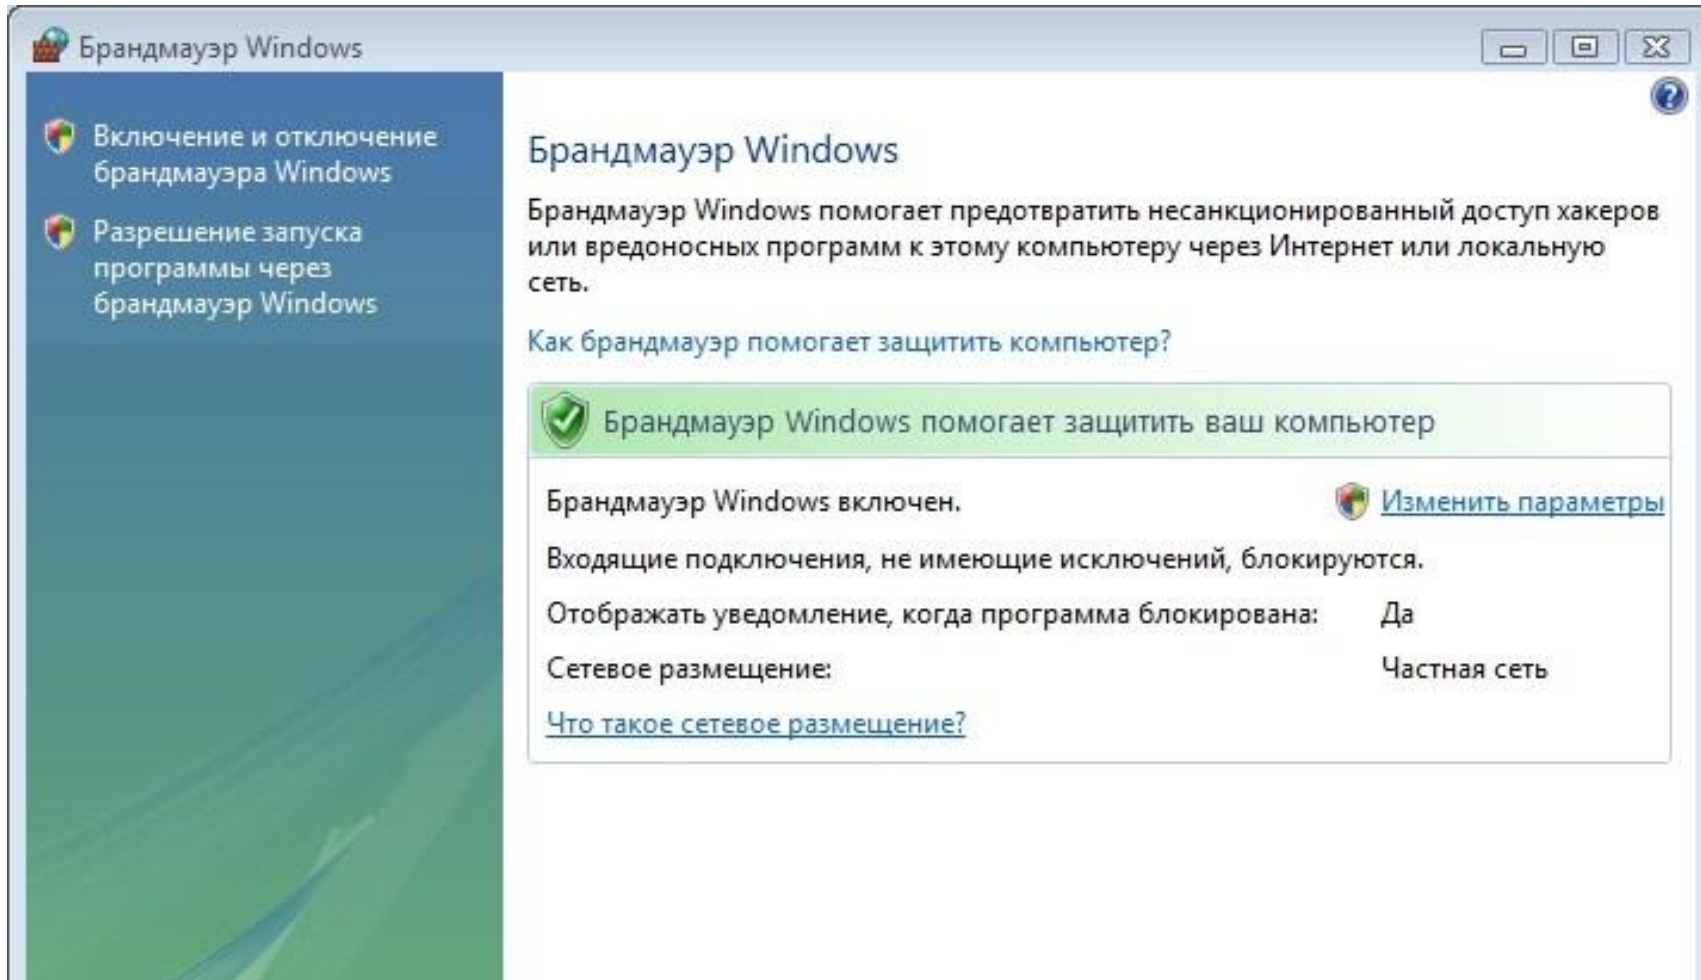 Брандмауэр Windows
Включение и отключение
брандмауэра Windows
Разрешение запуска
программы через
брандмауэр Windows
Брандмауэр Windows
Брандмауэр Windows помогает предотвратить несанкционированный доступ хакеров
или вредоносных программ к этому компьютеру через Интернет или локальную
сеть.
Как брандмауэр помогает защитить компьютер?
Брандмауэр Windows помогает защитить ваш компьютер
Брандмауэр Windows включен. Изменить параметры
Входящие подключения, не имеющие исключений, блокируются.
Отображать уведомление, когда программа блокирована: Да
Сетевое размещение: Частная сеть
Что такое сетевое размещение?